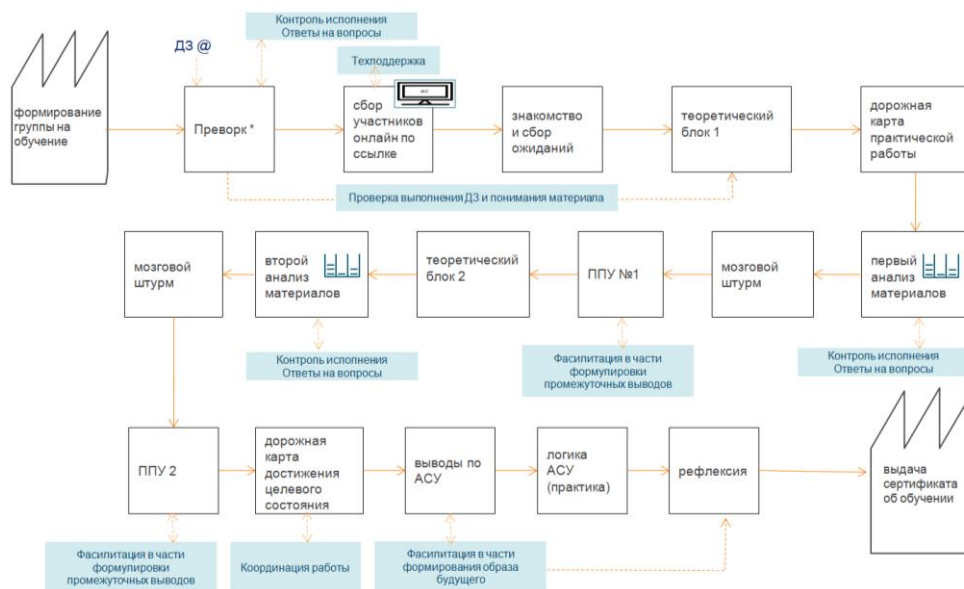 Контроль исполнения
Ответы на вопросы
ДЗ @
Техподдержка
формирование
группы на
обучение
Преворк *
сбор
участников
онлайн по
ссылке
знакомство
и сбор
ожиданий
теоретический
блок 1
дорожная
карта
практической
работы
Проверка выполнения ДЗ и понимания материала
мозговой
штурм
второй
анализ
материалов
теоретический
блок 2
ППУ №1
мозговой
штурм
первый
анализ
материалов
Контроль исполнения
Ответы на вопросы
Фасипитация в части
формулировки
промежуточных выводов
Контроль исполнения
Ответы на вопросы
ППУ 2
дорожная
карта
достижения
целевого
состояния
выводы по
АСУ
логика
АСУ
(практика)
рефлексия
выдача
сертификата
об обучении
Фасипитация в части
формулировки
промежуточных выводов
Координация работы
Фасипитация в части
формирования образа
будущего